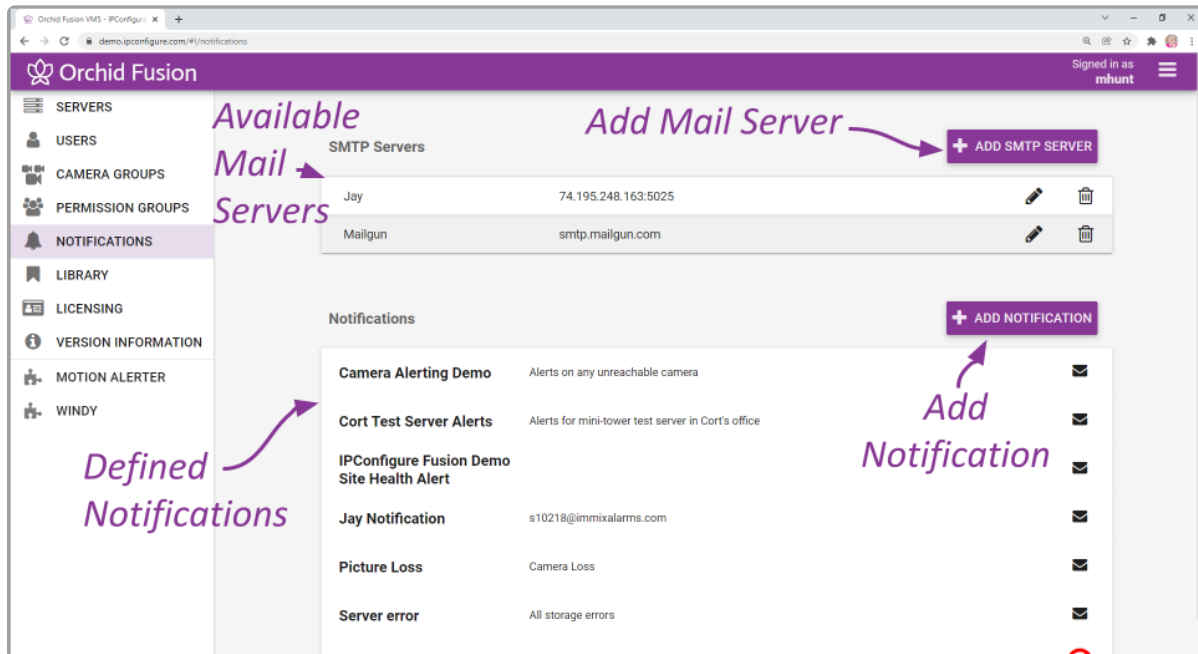 Orchid Fusion VMS - IPConfigure
demo.ipconfigure.com/#!/notifications
Orchid Fusion
Signed in as
mhunt
SERVERS
USERS
CAMERA GROUPS
PERMISSION GROUPS
NOTIFICATIONS
LIBRARY
LICENSING
VERSION INFORMATION
MOTION ALERTER
WINDY
Available
Mail
Servers
Add Mail Server
SMTP Servers
ADD SMTP SERVER
Jay 74.195.248.163:5025
Mailgun smtp.mailgun.com
Notifications
ADD NOTIFICATION
Camera Alerting Demo Alerts on any unreachable camera
Cort Test Server Alerts Alerts for mini-tower test server in Cort's office
IPConfigure Fusion Demo
Site Health Alert
Jay Notification s10218@immixalarms.com
Picture Loss Camera Loss
Server error All storage errors
Add
Notification
Defined
Notifications